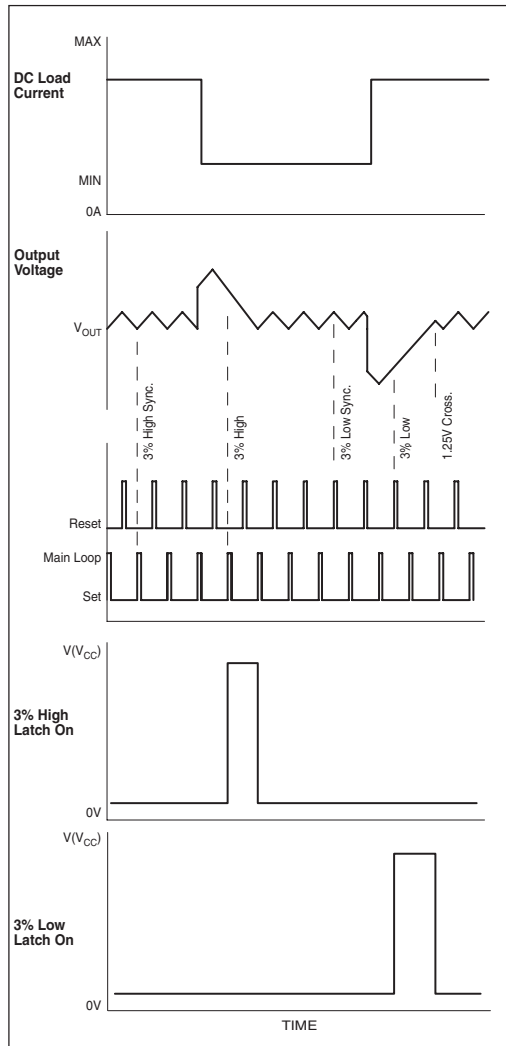 MAX
DC Load
Current
MIN
0A
Output
Voltage
VOUT
3% High Sync.
3% High
3% Low Sync.
3% Low
1.25V Cross.
Reset
Main Loop
Set
V(VCC)
3% High
Latch On
0V
V(VCC)
3% Low
Latch On
0V
TIME